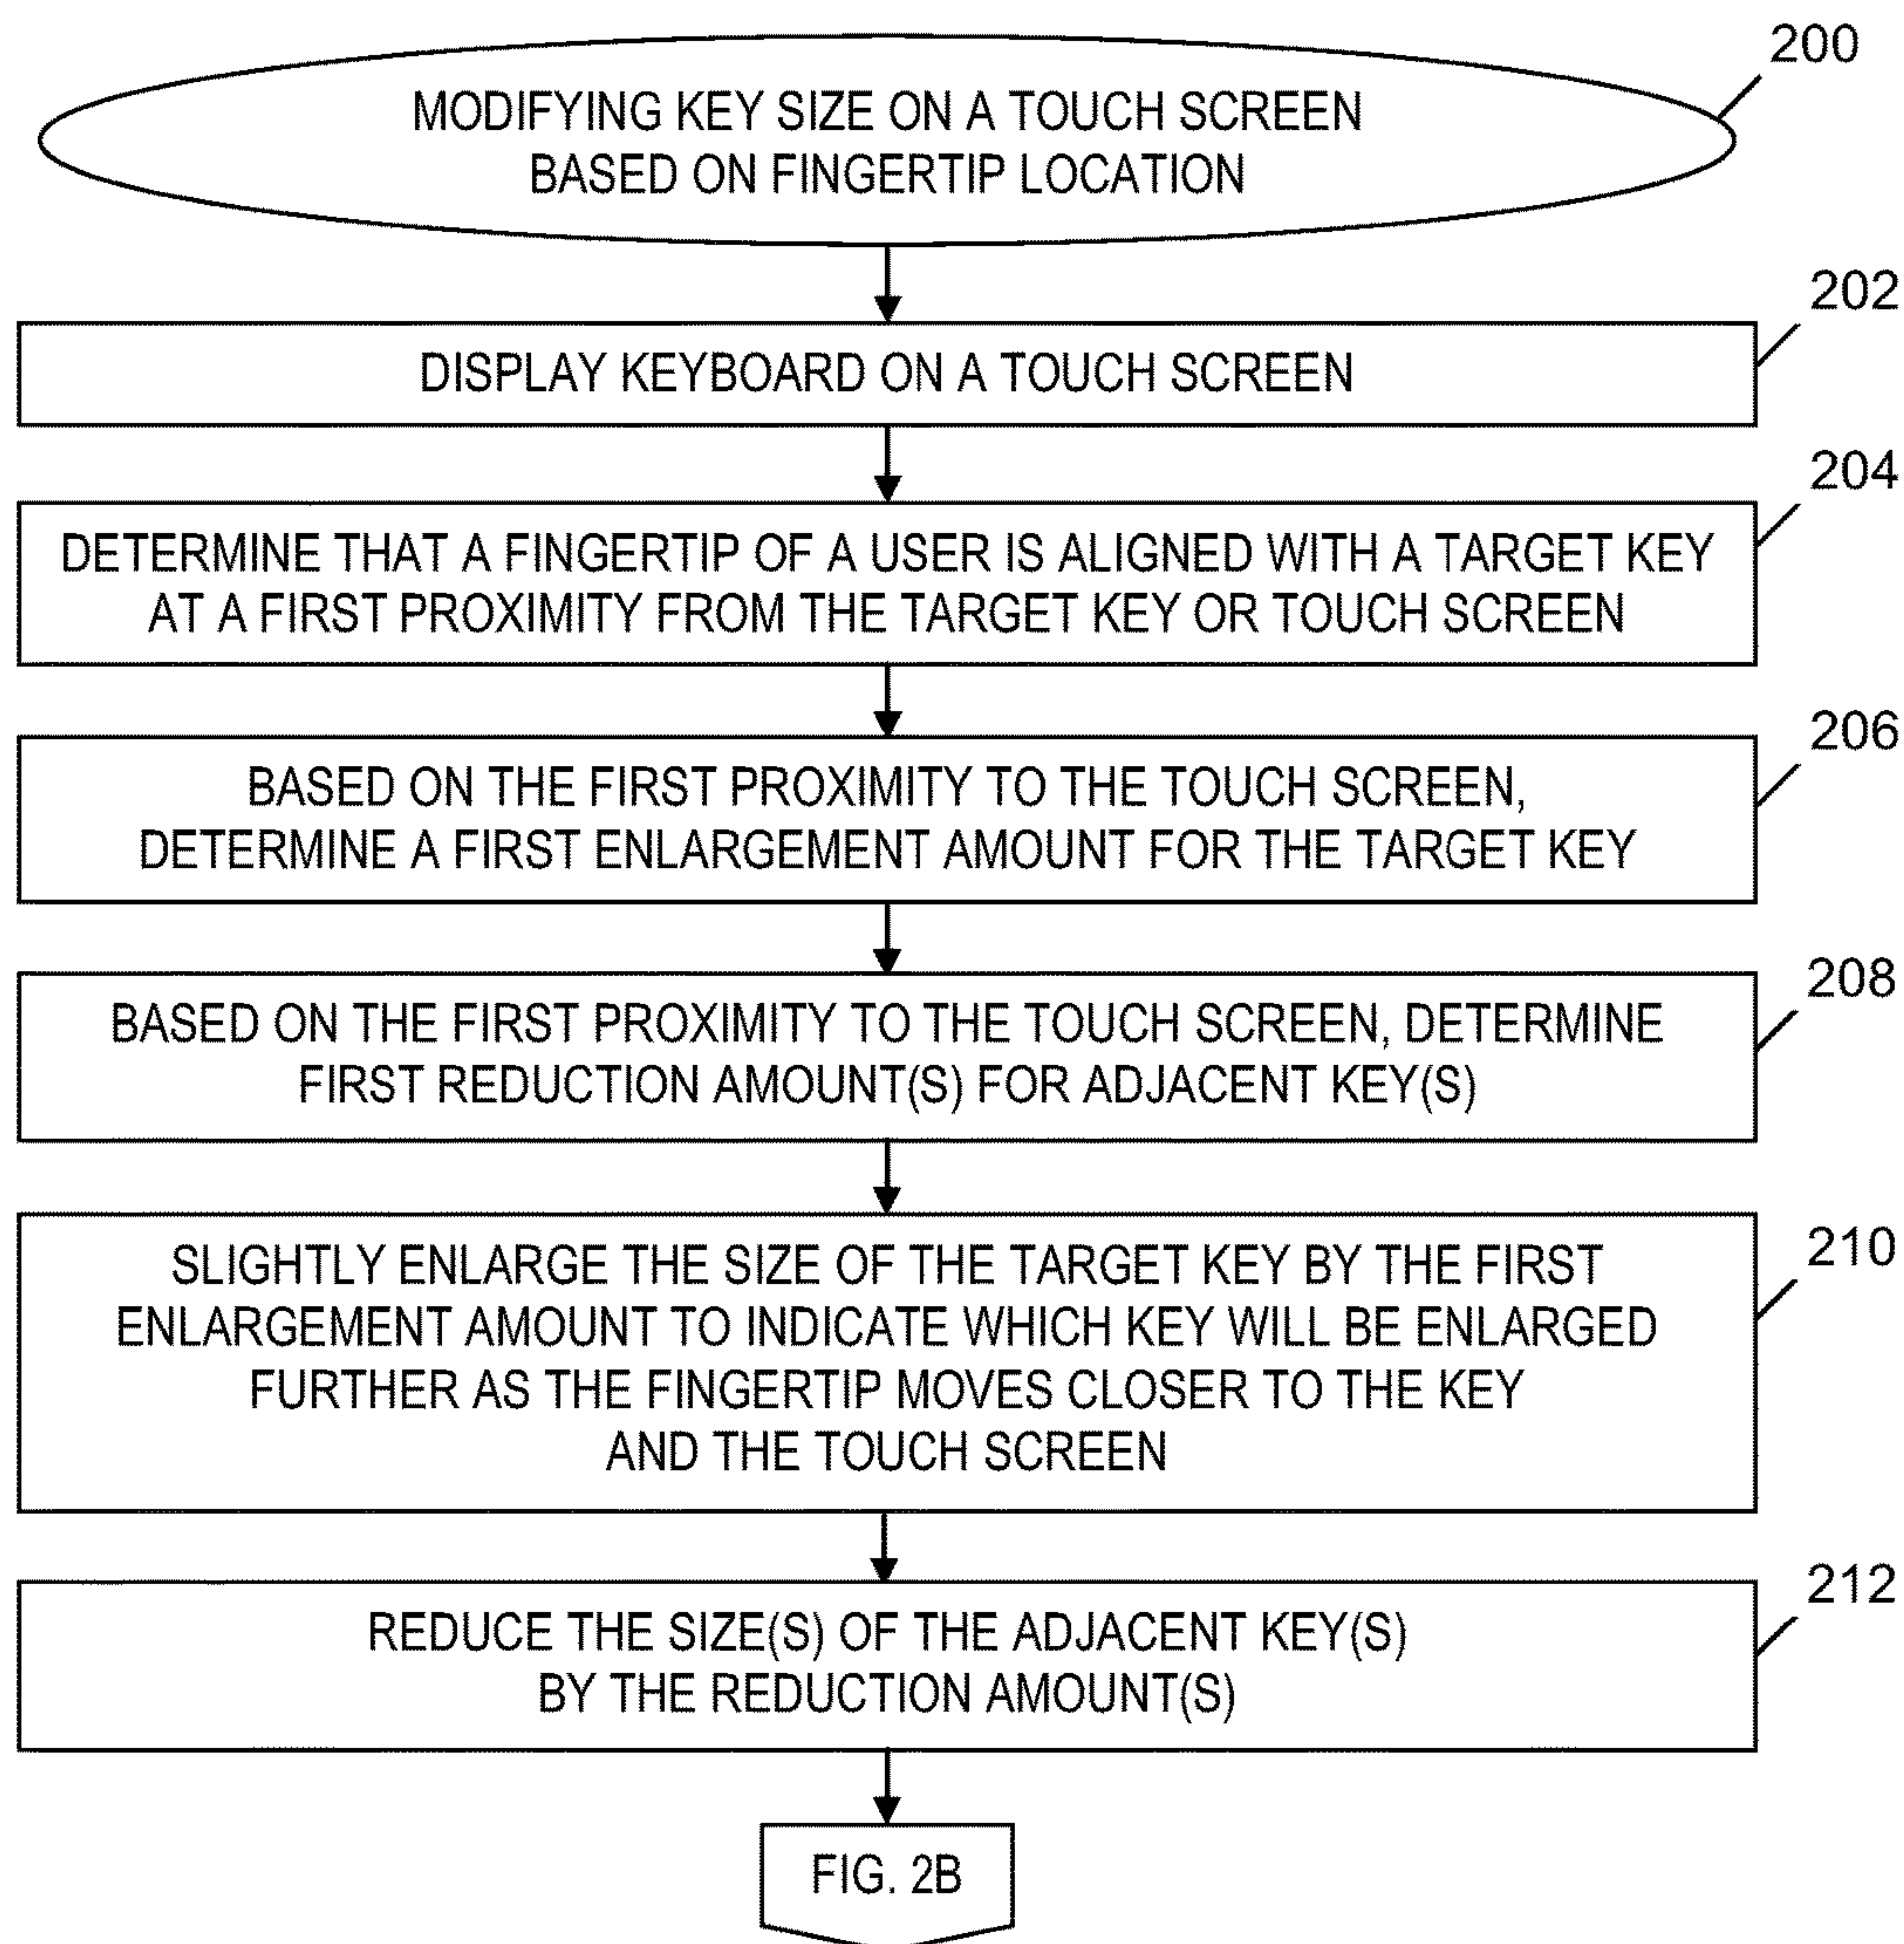 200
MODIFYING KEY SIZE ON A TOUCH SCREEN
BASED ON FINGERTIP LOCATION
202
DISPLAY KEYBOARD ON A TOUCH SCREEN
204
DETERMINE THAT A FINGERTIP OF A USER IS ALIGNED WITH A TARGET KEY
AT A FIRST PROXIMITY FROM THE TARGET KEY OR TOUCH SCREEN
206
BASED ON THE FIRST PROXIMITY TO THE TOUCH SCREEN,
DETERMINE A FIRST ENLARGEMENT AMOUNT FOR THE TARGET KEY
208
BASED ON THE FIRST PROXIMITY TO THE TOUCH SCREEN, DETERMINE
FIRST REDUCTION AMOUNT(S) FOR ADJACENT KEY(S)
210
SLIGHTLY ENLARGE THE SIZE OF THE TARGET KEY BY THE FIRST
ENLARGEMENT AMOUNT TO INDICATE WHICH KEY WILL BE ENLARGED
FURTHER AS THE FINGERTIP MOVES CLOSER TO THE KEY
AND THE TOUCH SCREEN
212
REDUCE THE SIZE(S) OF THE ADJACENT KEY(S)
BY THE REDUCTION AMOUNT(S)
FIG. 2B